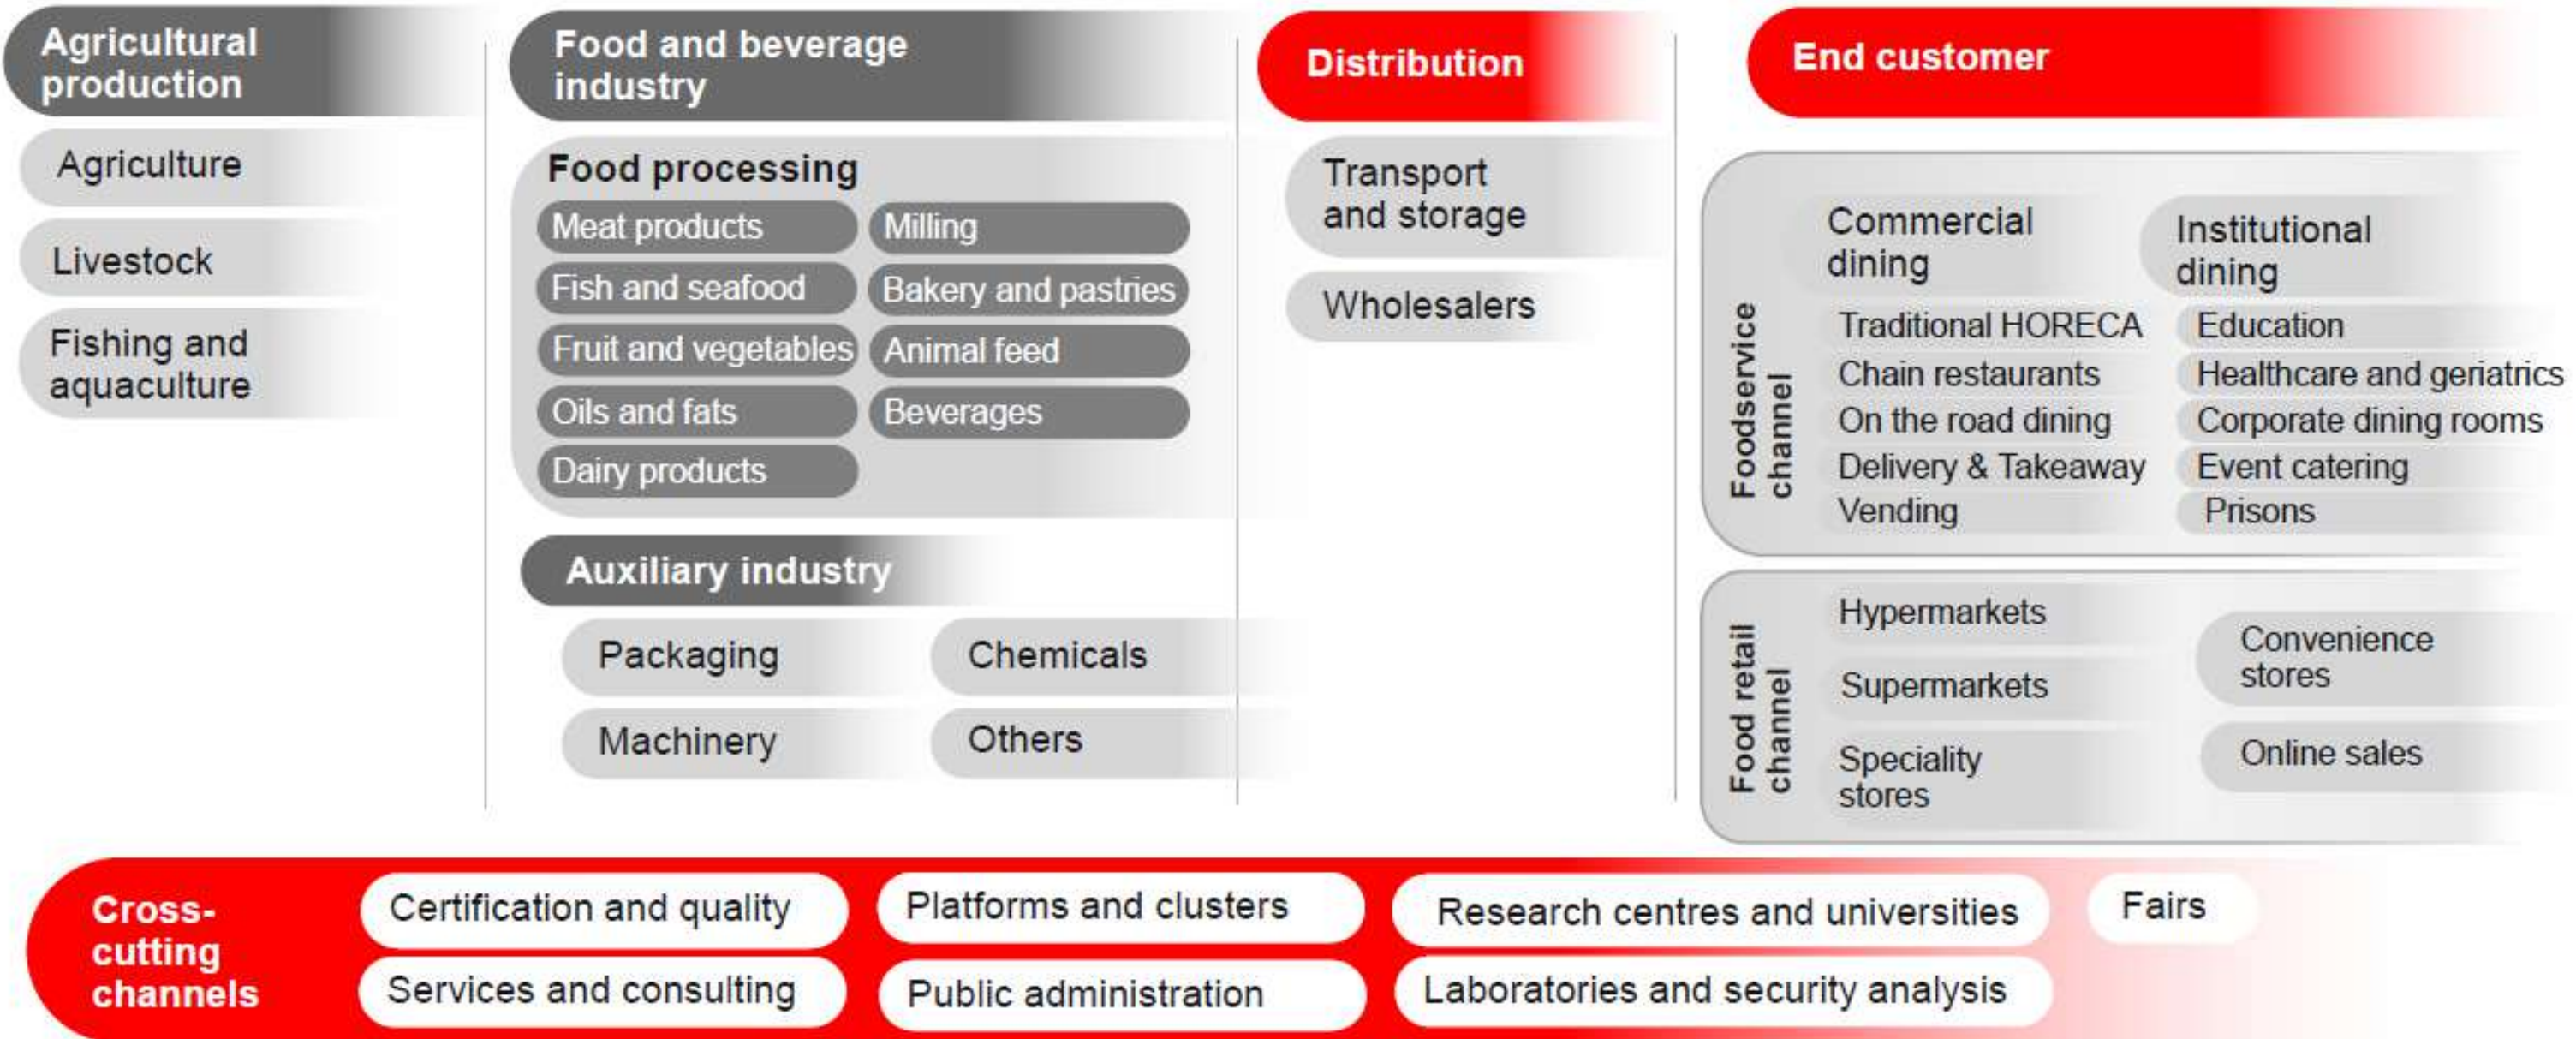 Agricultural
production
Agriculture
Livestock
Fishing and
aquaculture
Food and beverage
industry
Food processing
Meat products
Milling
Fish and seafood
Bakery and pastries
Fruit and vegetables
Animal feed
Oils and fats
Beverages
Dairy products
Auxiliary industry
Packaging
Chemicals
Machinery
Others
Distribution
Transport
and storage
Wholesalers
End customer
Foodservice
channel
Commercial
dining
Traditional HORECA
Chain restaurants
On the road dining
Delivery & Takeaway
Vending
Institutional
dining
Education
Healthcare and geriatrics
Corporate dining rooms
Event catering
Prisons
Food retail
channel
Hypermarkets
Supermarkets
Speciality
stores
Convenience
stores
Online sales
Cross-
cutting
channels
Certification and quality
Platforms and clusters
Research centres and universities
Fairs
Services and consulting
Public administration
Laboratories and security analysis